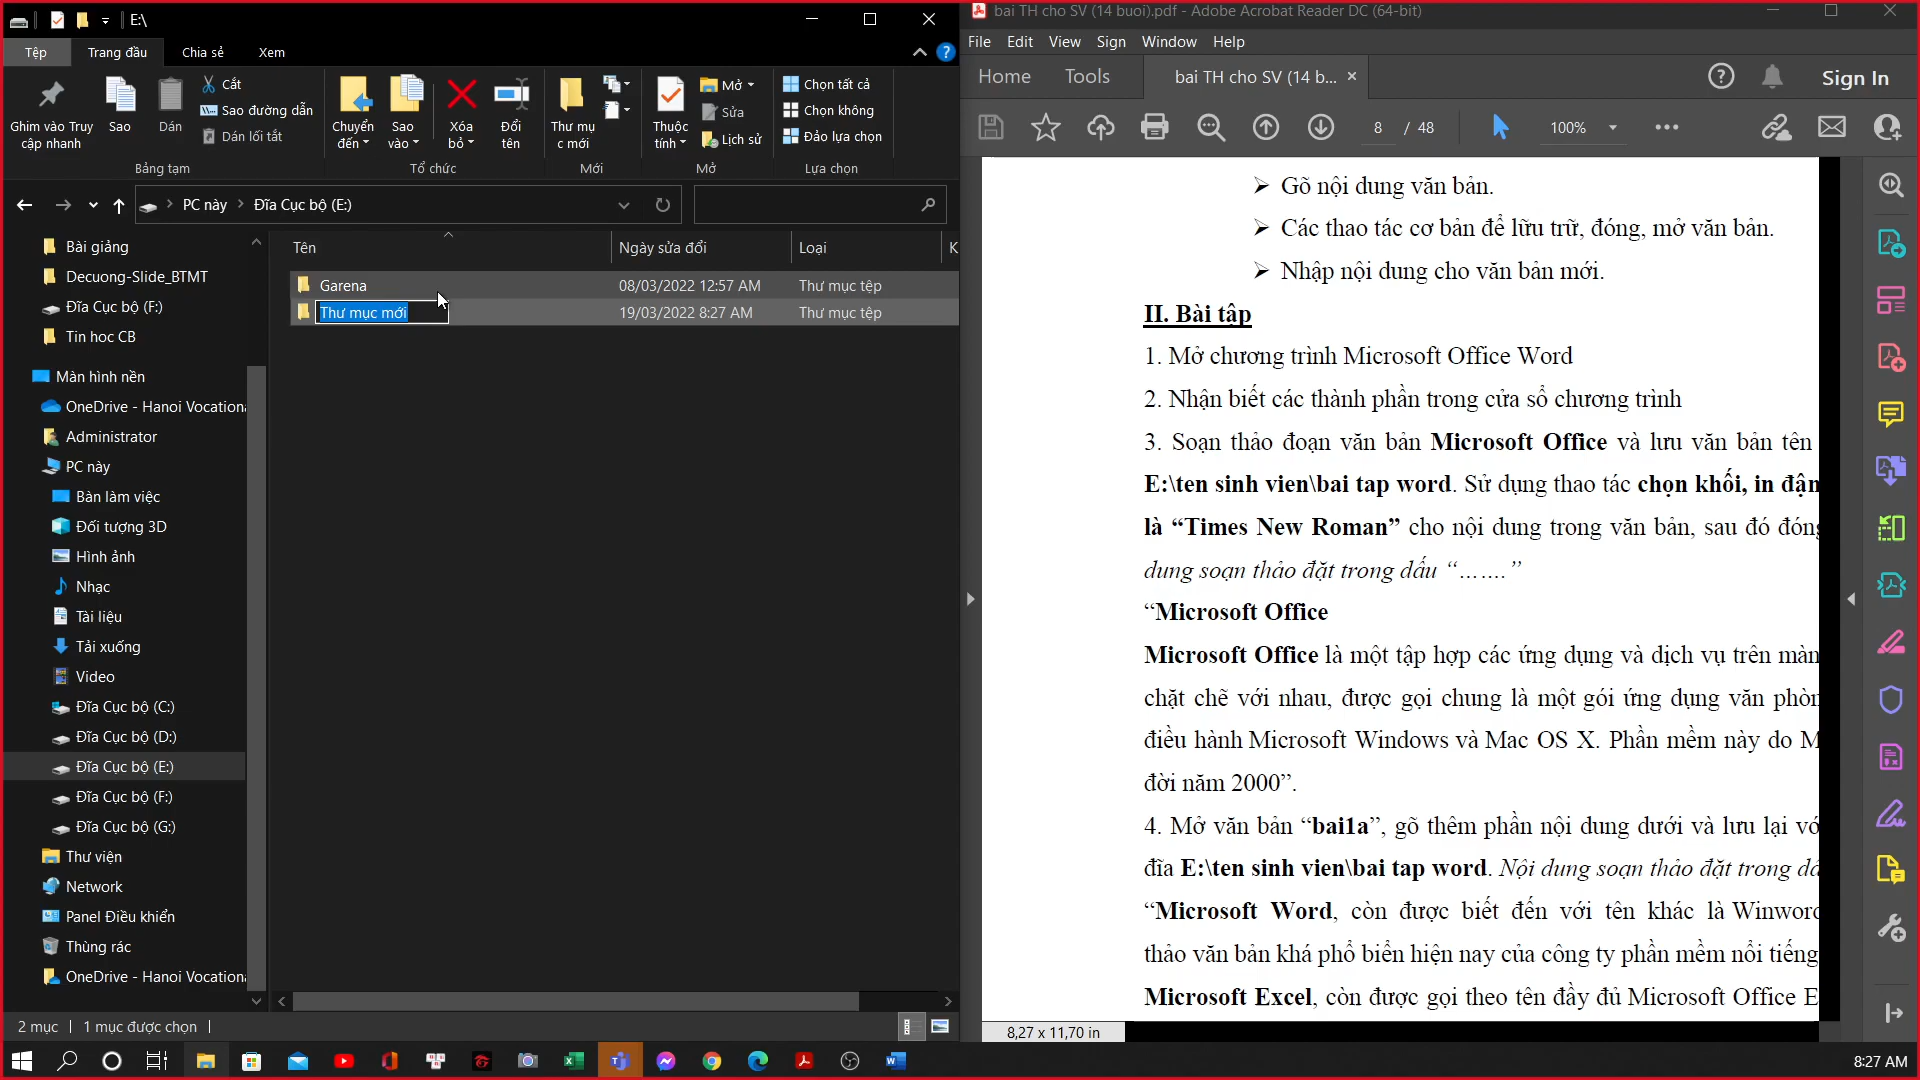 E:\
Tệp
Trang đầu
Chia sẻ
Xem
Ghim vào Truy cập nhanh
Sao
Dán
Cắt
Sao đường dẫn
Dán lối tắt
Bảng tạm
Chuyển đến
Sao vào
Xóa bỏ
Đổi tên
Tổ chức
Thư mụ
c mới
Mới
Thuộc tính
Mở
Sửa
Lịch sử
Mở
Chọn tất cả
Chọn không
Đảo lựa chọn
Lựa chọn
PC này
Đĩa Cục bộ (E:)
Bài giảng
Decuong-Slide_BTMT
Đĩa Cục bộ (F:)
Tin hoc CB
Màn hình nền
OneDrive - Hanoi Vocationa
Administrator
PC này
Bàn làm việc
Đối tượng 3D
Hình ảnh
Nhạc
Tài liệu
Tải xuống
Video
Đĩa Cục bộ (C:)
Đĩa Cục bộ (D:)
Đĩa Cục bộ (E:)
Đĩa Cục bộ (F:)
Đĩa Cục bộ (G:)
Thư viện
Network
Panel Điều khiển
Thùng rác
OneDrive - Hanoi Vocationa
Tên
Ngày sửa đổi
Loại
K
Garena
08/03/2022 12:57 AM
Thư mục tệp
Thư mục mới
19/03/2022 8:27 AM
Thư mục tệp
2 mục
1 mục được chọn
bai TH cho SV (14 buoi).pdf - Adobe Acrobat Reader DC (64-bit)
File Edit View Sign Window Help
Home
Tools
bai TH cho SV (14 b...
Sign In
8 / 48
100%
Gõ nội dung văn bản.
Các thao tác cơ bản để lữu trữ, đóng, mở văn bản.
Nhập nội dung cho văn bản mới.
II. Bài tập
1. Mở chương trình Microsoft Office Word
2. Nhận biết các thành phần trong cửa sổ chương trình
3. Soạn thảo đoạn văn bản Microsoft Office và lưu văn bản tên
E:\ten sinh vien\bai tap word. Sử dụng thao tác chọn khối, in đận
là “Times New Roman” cho nội dung trong văn bản, sau đó đóng
dung soạn thảo đặt trong dấu “…….”
“Microsoft Office
Microsoft Office là một tập hợp các ứng dụng và dịch vụ trên màn
chặt chẽ với nhau, được gọi chung là một gói ứng dụng văn phòn
điều hành Microsoft Windows và Mac OS X. Phần mềm này do M
đời năm 2000”.
4. Mở văn bản “bai1a”, gõ thêm phần nội dung dưới và lưu lại vớ
đĩa E:\ten sinh vien\bai tap word. Nội dung soạn thảo đặt trong dấ
“Microsoft Word, còn được biết đến với tên khác là Winword
thảo văn bản khá phổ biển hiện nay của công ty phần mềm nổi tiếng
Microsoft Excel, còn được gọi theo tên đầy đủ Microsoft Office E
8,27 x 11,70 in
8:27 AM